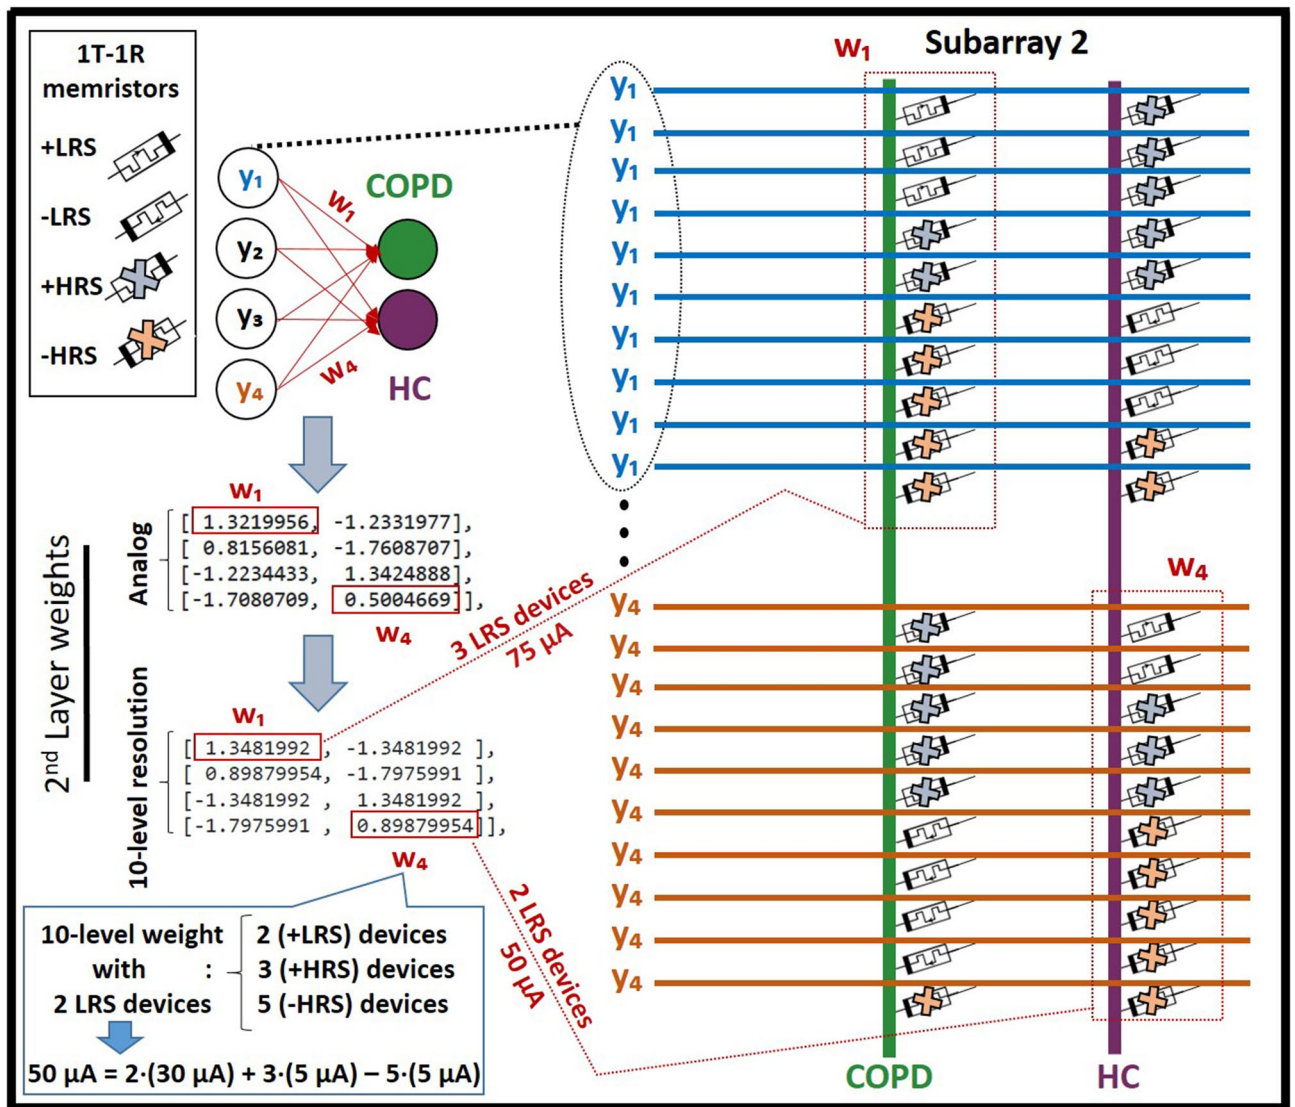 1T-1R
memristors
+LRS
-LRS
+HRS
-HRS
y₁
y₂
y₃
y₄
W₁
W₄
COPD
HC
2nd Layer weights
Analog
W₁
[ 1.3219956, -1.2331977],
[ 0.8156081, -1.7608707],
[-1.2234433, 1.3424888],
[-1.7080709, 0.5004669]],
W₄
10-level resolution
W₁
[ 1.3481992 , -1.3481992 ],
[ 0.89879954, -1.7975991 ],
[-1.3481992 , 1.3481992 ],
[-1.7975991 , 0.89879954]],
W₄
10-level weight
with :
2 LRS devices
2 (+LRS) devices
3 (+HRS) devices
5 (-HRS) devices
50 µA = 2·(30 µA) + 3·(5 µA) – 5·(5 µA)
3 LRS devices
75 µA
2 LRS devices
50 µA
Subarray 2
W₁
y₁
y₁
y₁
y₁
y₁
y₁
y₁
y₁
y₁
y₁
W₄
y₄
y₄
y₄
y₄
y₄
y₄
y₄
y₄
y₄
y₄
COPD
HC